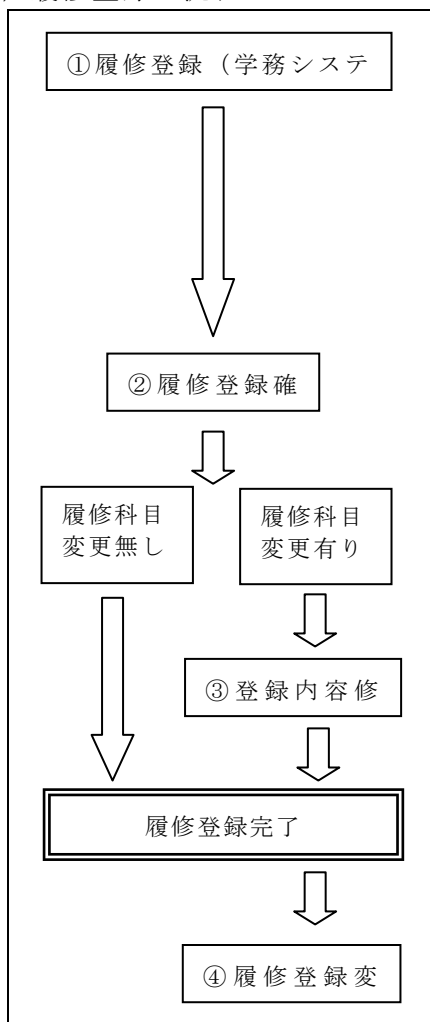 ①履修登録（学務システ
②履修登録確
履修科目
変更無し
履修科目
変更有り
③登録内容修
履修登録完了
④履修登録変